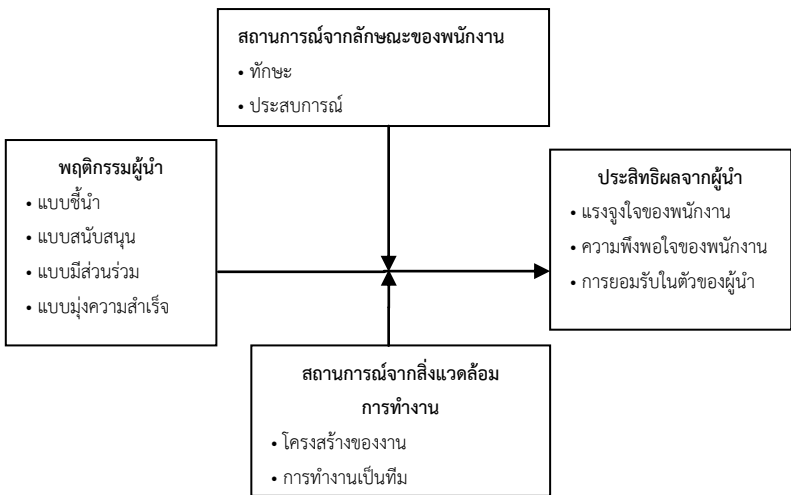 สถานการณ์จากลักษณะของพนักงาน
• ทักษะ
• ประสบการณ์
พฤติกรรมผู้นำ
• แบบชี้นำ
• แบบสนับสนุน
• แบบมีส่วนร่วม
• แบบมุ่งความสำเร็จ
ประสิทธิผลจากผู้นำ
• แรงจูงใจของพนักงาน
• ความพึงพอใจของพนักงาน
• การยอมรับในตัวของผู้นำ
สถานการณ์จากสิ่งแวดล้อม
การทำงาน
• โครงสร้างของงาน
• การทำงานเป็นทีม